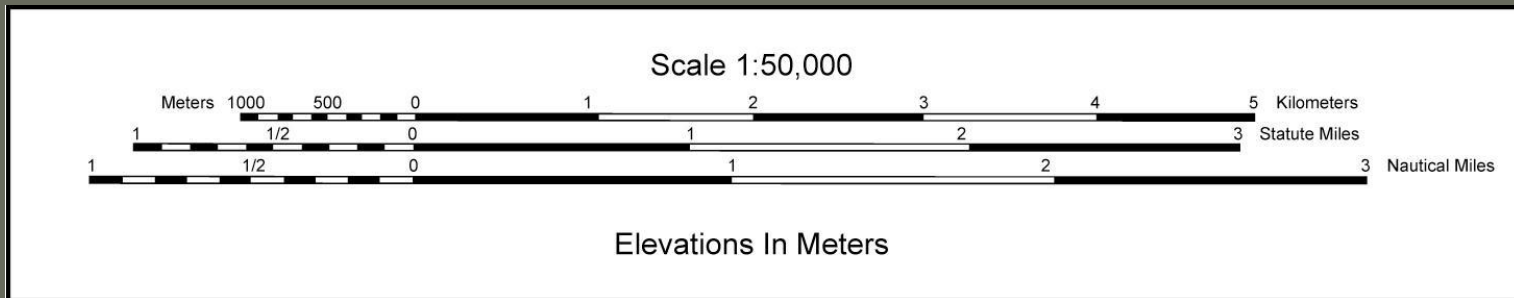 Scale 1:50,000
Meters 1000 500 0 1 2 3 4 5 Kilometers
1 1/2 0 1 2 3 Statute Miles
1 1/2 0 1 2 3 Nautical Miles
Elevations In Meters